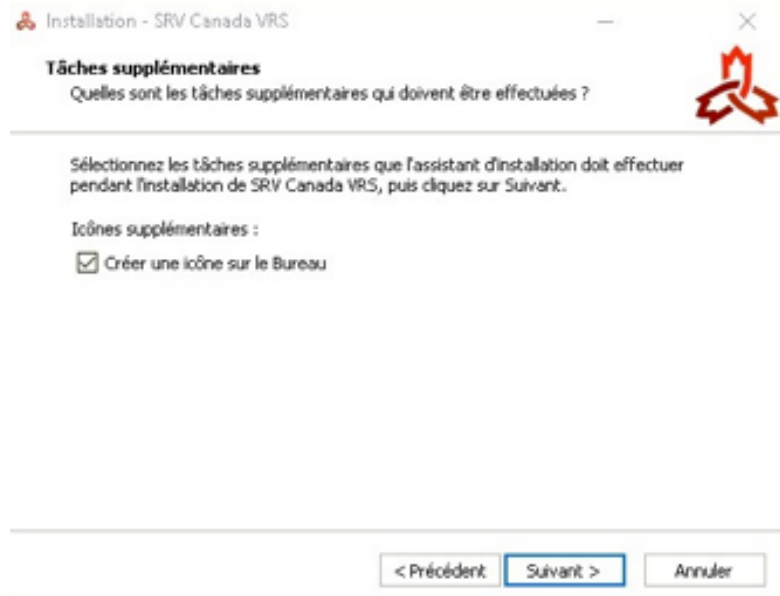 Installation - SRV Canada VRS
Tâches supplémentaires
Quelles sont les tâches supplémentaires qui doivent être effectuées ?
Sélectionnez les tâches supplémentaires que l'assistant d'installation doit effectuer
pendant l'installation de SRV Canada VRS, puis cliquez sur Suivant.
Icônes supplémentaires :
Créer une icône sur le Bureau
< Précédent Suivant > Annuler